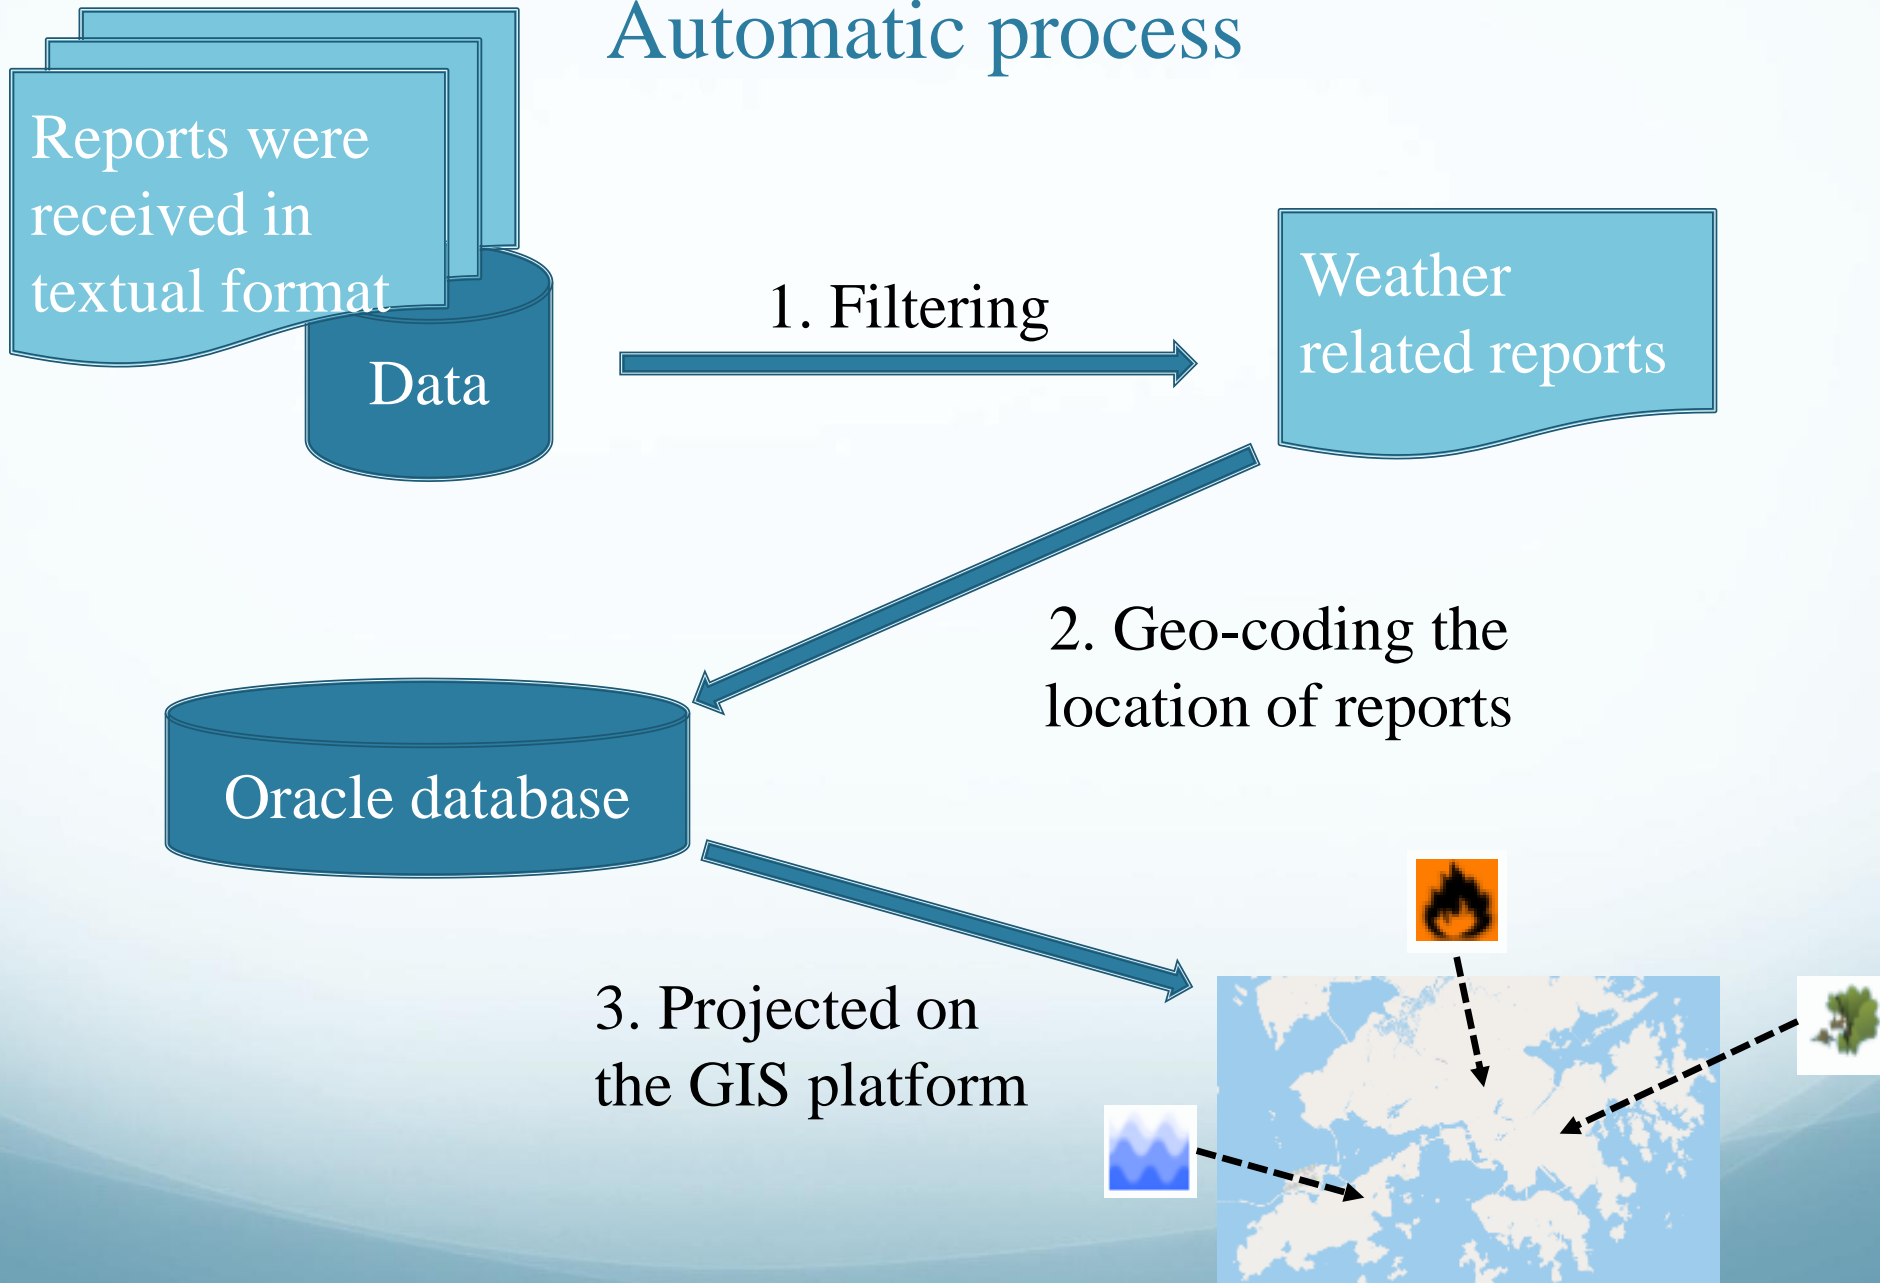 Automatic process
Reports were
received in
textual format
Data
1. Filtering
Weather
related reports
2. Geo-coding the
location of reports
Oracle database
3. Projected on
the GIS platform